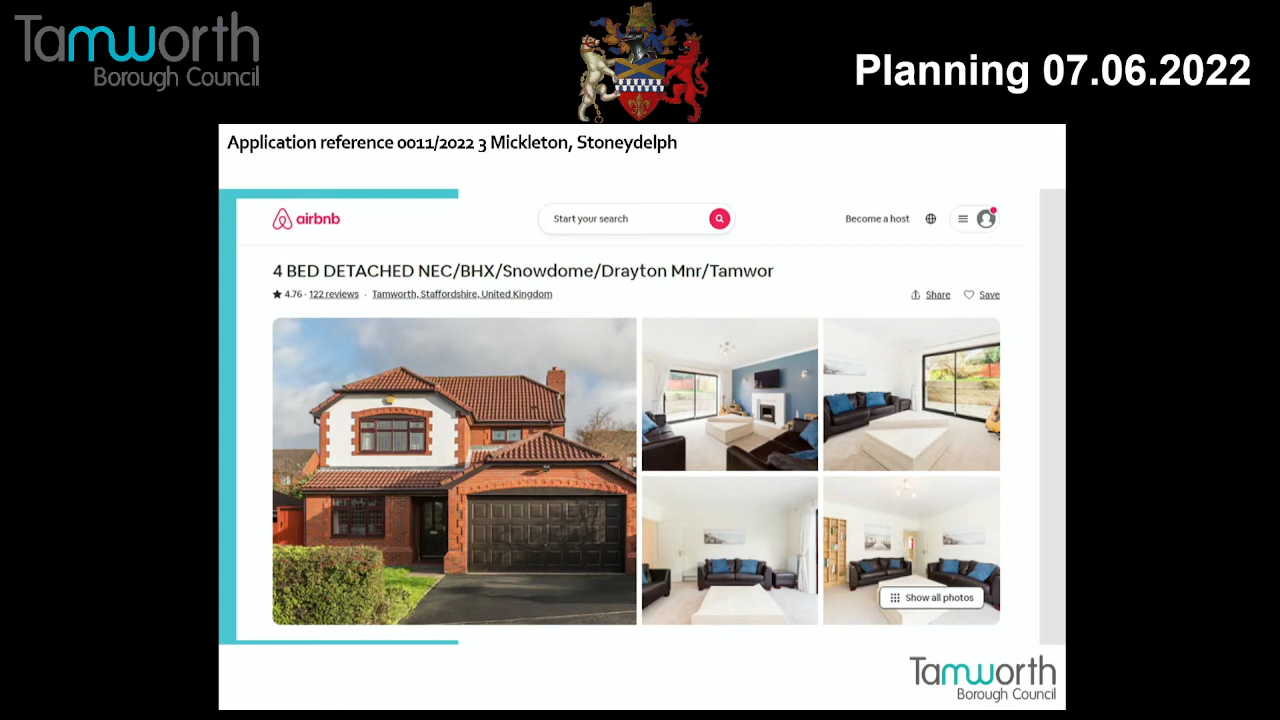 Tamworth
Borough Council
Planning 07.06.2022
Application reference 0011/2022 3 Mickleton, Stoneydelph
airbnb
Start your search
Become a host
4 BED DETACHED NEC/BHX/Snowdome/Drayton Mnr/Tamwor
4.76 · 122 reviews · Tamworth, Staffordshire, United Kingdom
Share
Save
Show all photos
Tamworth
Borough Council